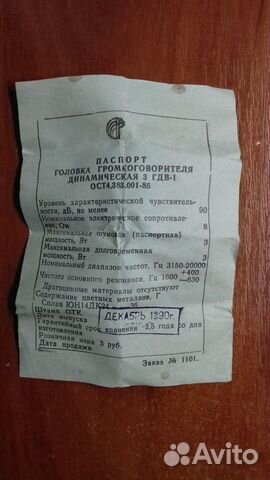 ПАСПОРТ
ГОЛОВКА ГРОМКОГОВОРИТЕЛЯ
ДИНАМИЧЕСКАЯ 3 ГДВ-1
ОСТ4.383.001-85
Уровень характеристической чувствитель-
ности, дБ, не менее 90
Номинальное электрическое сопротивле-
ние, Ом 8
Максимальная шумовая (паспортная)
мощность, Вт 3
Максимальная долговременная
мощность, Вт 3
Номинальный диапазон частот, Гц 3150-20000
+400
Частота основного резонанса, Гц 1600
—630
Драгоценные материалы отсутствуют
Содержание цветных металлов, Г
Сплав ЮН14ДК24 35
Штамп ОТК
Дата выпуска ДЕКАБРЬ 1990г.
Гарантийный срок хранения -2,5 года со дня
изготовления
Розничная цена 3 руб.
Дата продажи
Заказ № 1101.
Avito